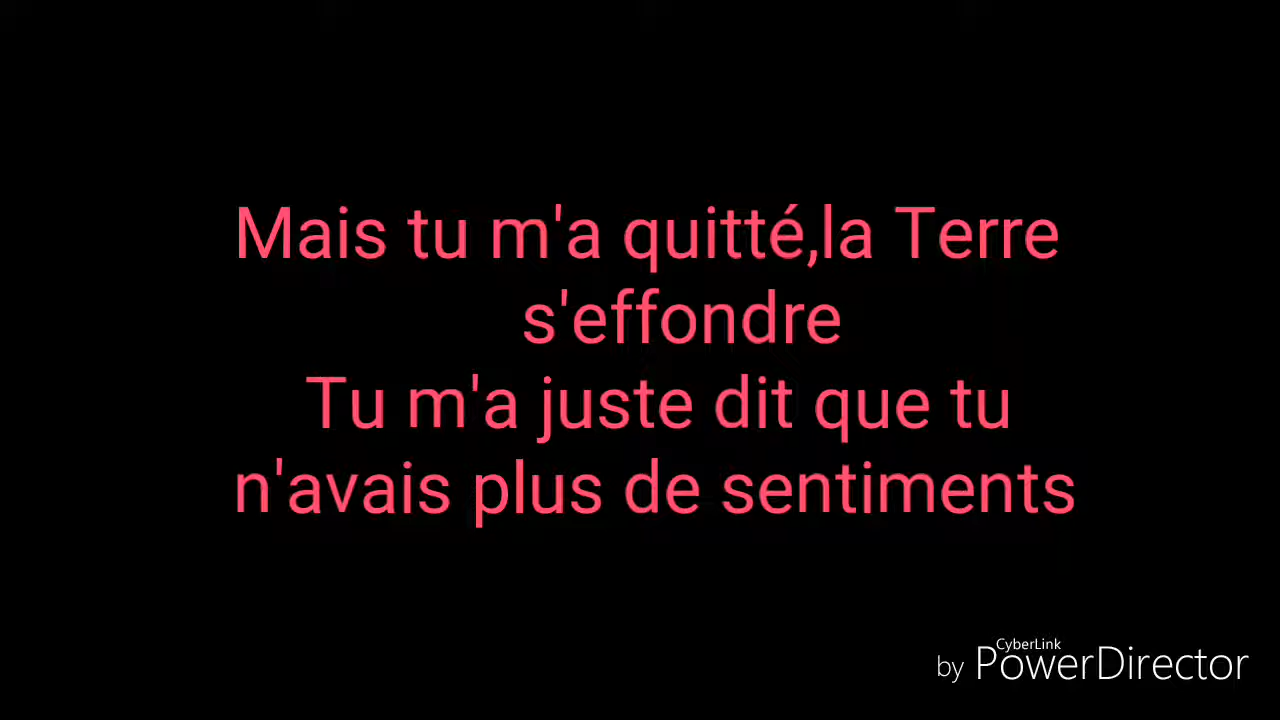 Mais tu m'a quitté,la Terre
s'effondre
Tu m'a juste dit que tu
n'avais plus de sentiments
CyberLink
by PowerDirector